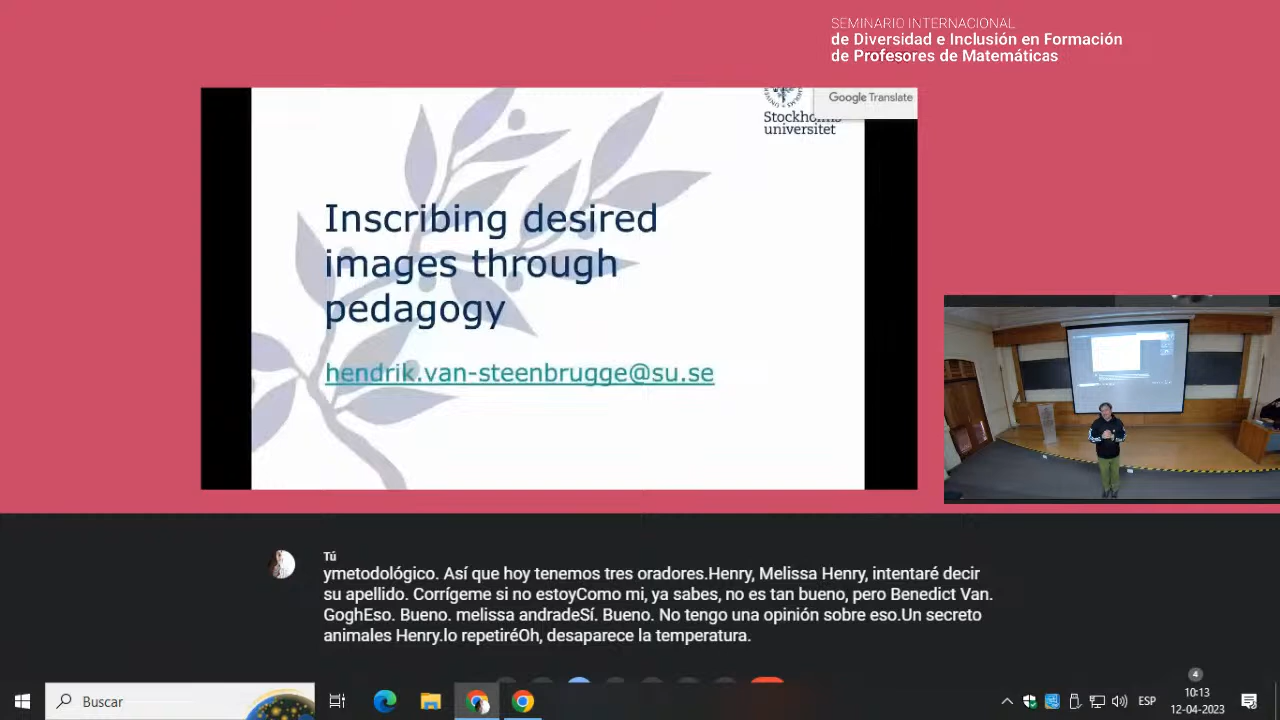 SEMINARIO INTERNACIONAL
de Diversidad e Inclusión en Formación
de Profesores de Matemáticas
Google Translate
Stockholms
universitet
Inscribing desired
images through
pedagogy
hendrik.van-steenbrugge@su.se
Tú
ymetodológico. Así que hoy tenemos tres oradores.Henry, Melissa Henry, intentaré decir
su apellido. Corrígeme si no estoyComo mi, ya sabes, no es tan bueno, pero Benedict Van.
GoghEso. Bueno. melissa andradeSí. Bueno. No tengo una opinión sobre eso.Un secreto
animales Henry.lo repetiréOh, desaparece la temperatura.
4
Buscar
ESP
10:13
12-04-2023